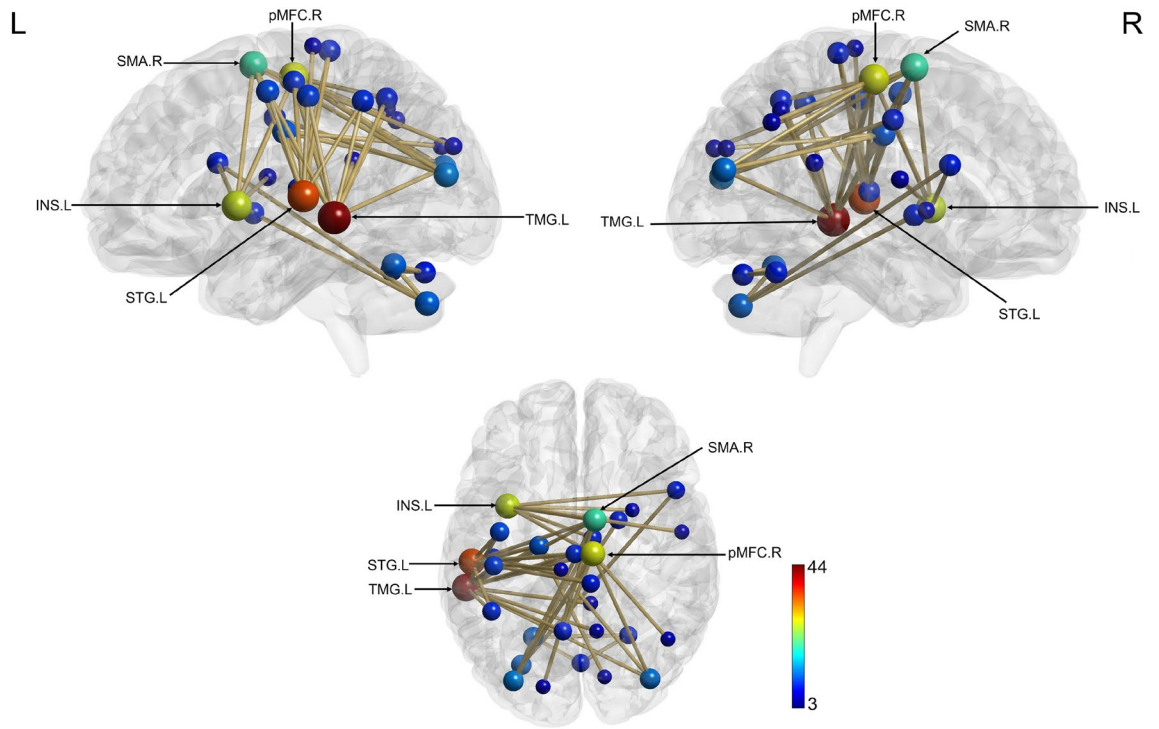 L
pMFC.R
SMA.R
INS.L
TMG.L
STG.L
R
pMFC.R
SMA.R
TMG.L
INS.L
STG.L
SMA.R
INS.L
STG.L
pMFC.R
TMG.L
44
3